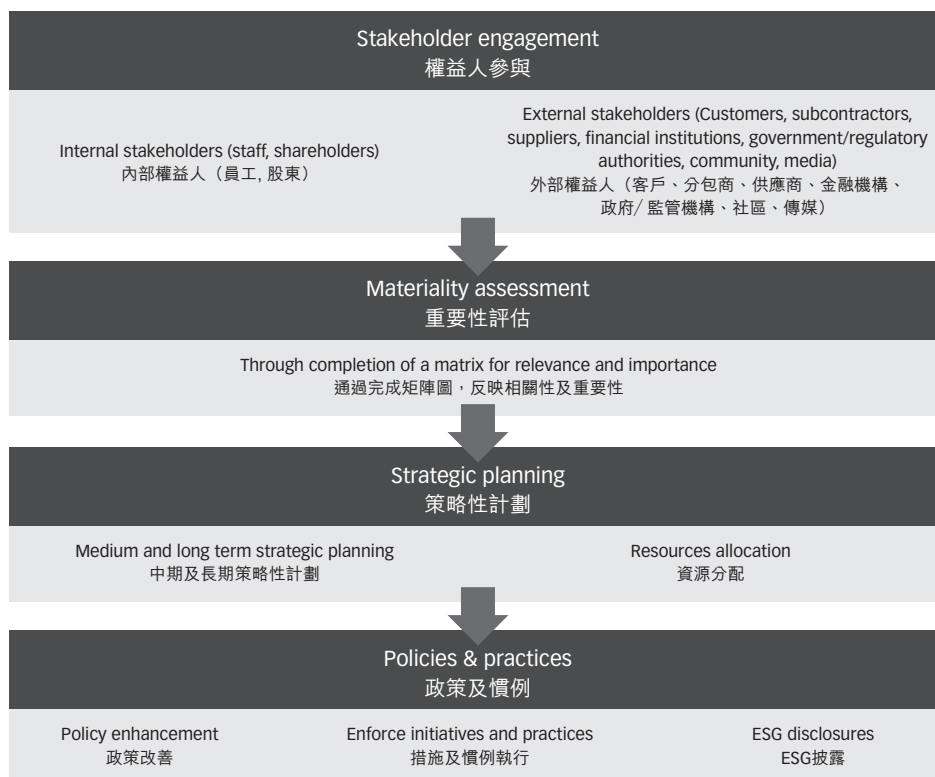 Stakeholder engagement
權益人參與
Internal stakeholders (staff, shareholders)
內部權益人（員工, 股東）
External stakeholders (Customers, subcontractors,
suppliers, financial institutions, government/regulatory
authorities, community, media)
外部權益人（客戶、分包商、供應商、金融機構、
政府/ 監管機構、社區、傳媒）
Materiality assessment
重要性評估
Through completion of a matrix for relevance and importance
通過完成矩陣圖，反映相關性及重要性
Strategic planning
策略性計劃
Medium and long term strategic planning
中期及長期策略性計劃
Resources allocation
資源分配
Policies & practices
政策及慣例
Policy enhancement
政策改善
Enforce initiatives and practices
措施及慣例執行
ESG disclosures
ESG披露